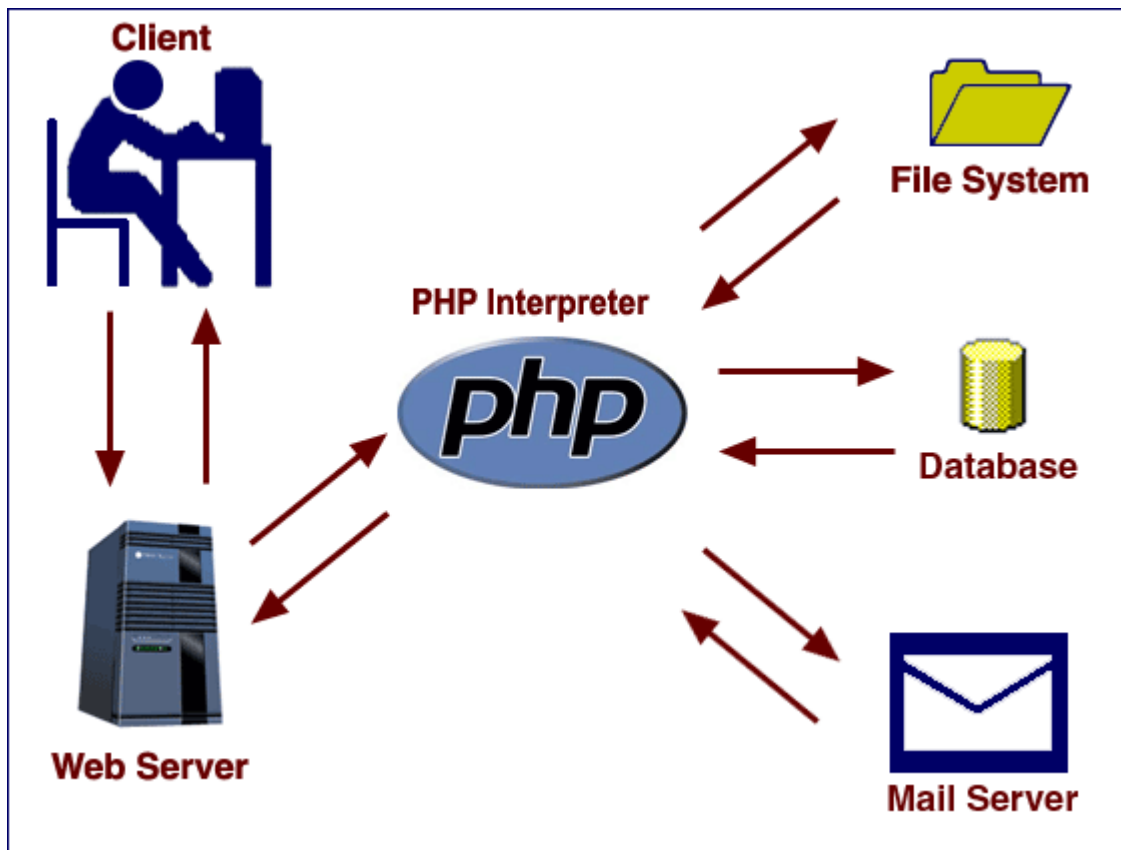 Client
File System
PHP Interpreter
php
Database
Web Server
Mail Server